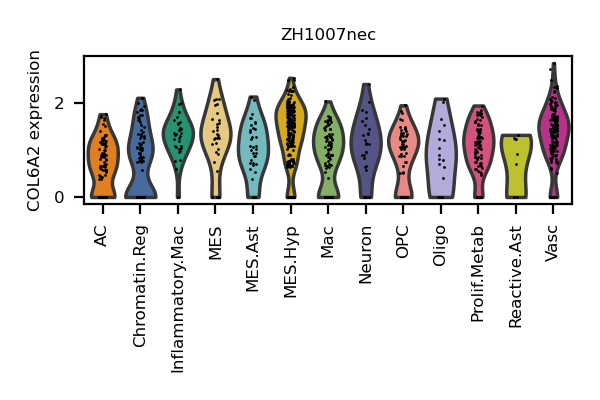 ZH1007nec
COL6A2 expression
2
0
AC
Chromatin.Reg
Inflammatory.Mac
MES
MES.Ast
MES.Hyp
Mac
Neuron
OPC
Oligo
Prolif.Metab
Reactive.Ast
Vasc